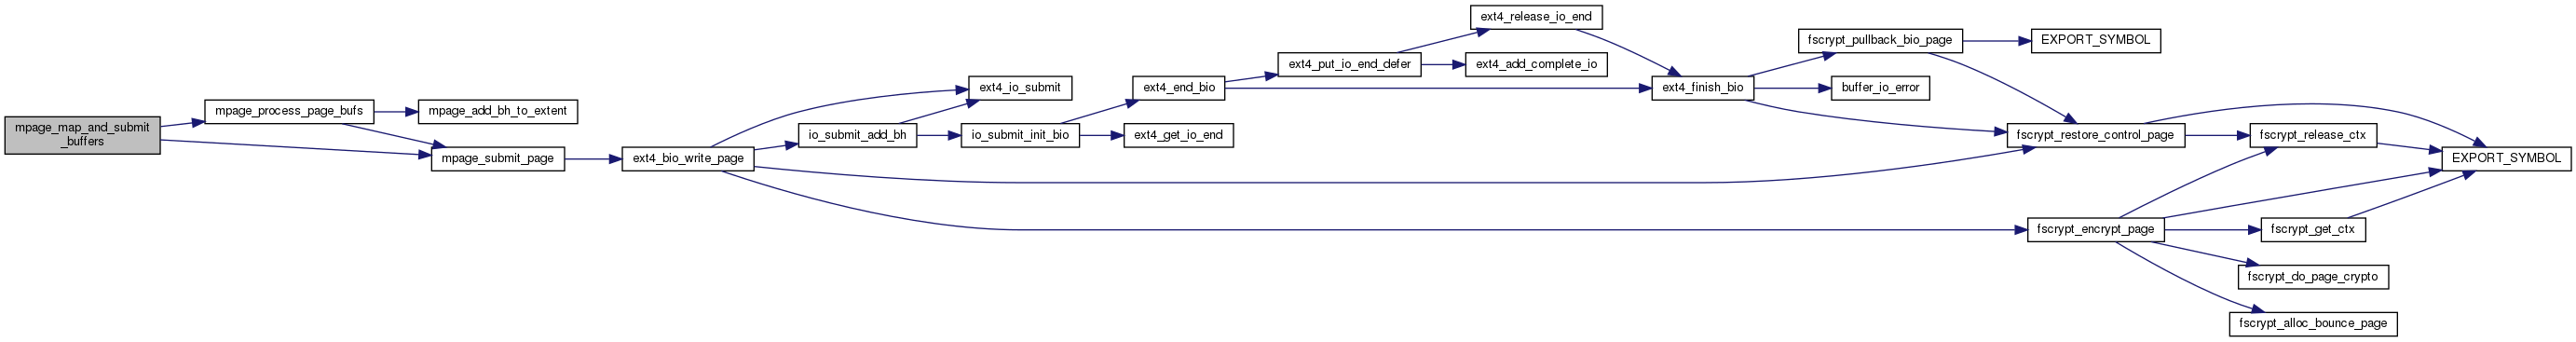 mpage_map_and_submit
_buffers
mpage_process_page_bufs
mpage_add_bh_to_extent
mpage_submit_page
ext4_bio_write_page
ext4_io_submit
io_submit_add_bh
io_submit_init_bio
ext4_end_bio
ext4_get_io_end
ext4_put_io_end_defer
ext4_release_io_end
ext4_add_complete_io
ext4_finish_bio
fscrypt_pullback_bio_page
EXPORT_SYMBOL
buffer_io_error
fscrypt_restore_control_page
fscrypt_release_ctx
EXPORT_SYMBOL
fscrypt_encrypt_page
fscrypt_get_ctx
fscrypt_do_page_crypto
fscrypt_alloc_bounce_page